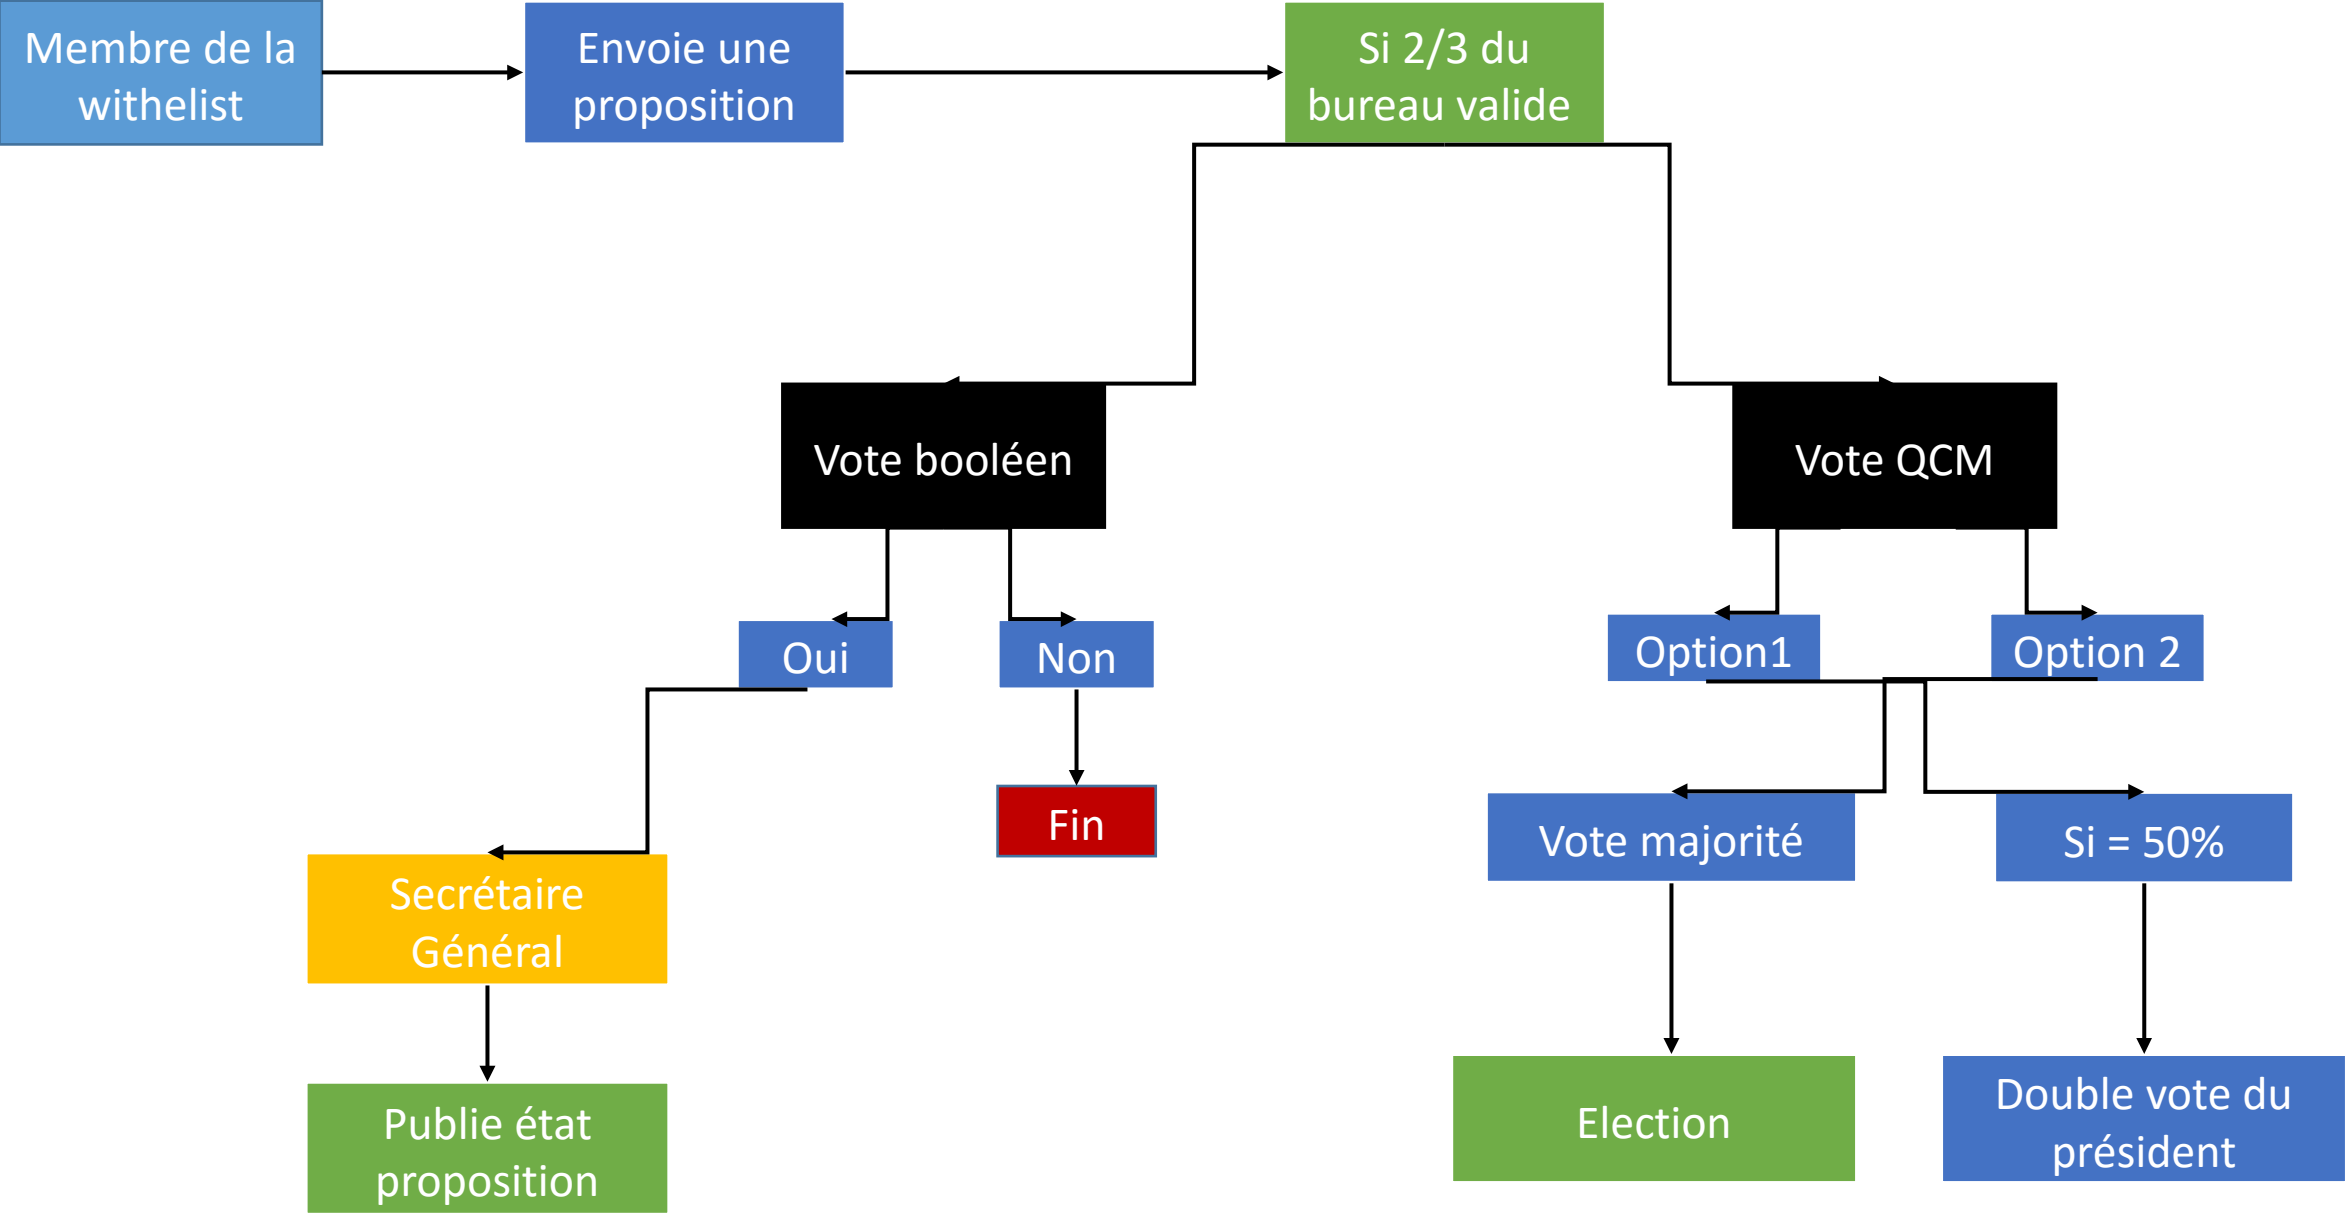 Membre de la
withelist
Envoie une
proposition
Si 2/3 du
bureau valide
Vote booléen
Vote QCM
Oui
Non
Option1
Option 2
Fin
Vote majorité
Si = 50%
Secrétaire
Général
Publie état
proposition
Election
Double vote du
président